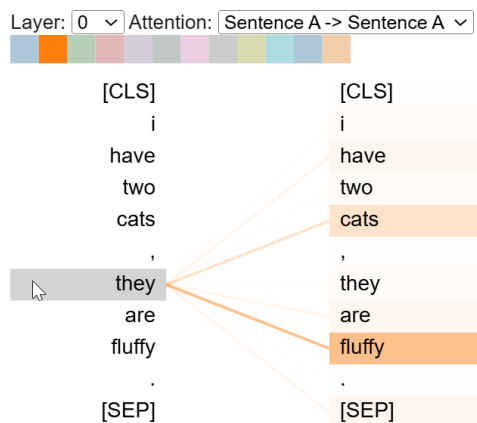 Layer: 0 Attention: Sentence A -> Sentence A
[CLS] [CLS]
i i
have have
two two
cats cats
, ,
they they
are are
fluffy fluffy
. .
[SEP] [SEP]